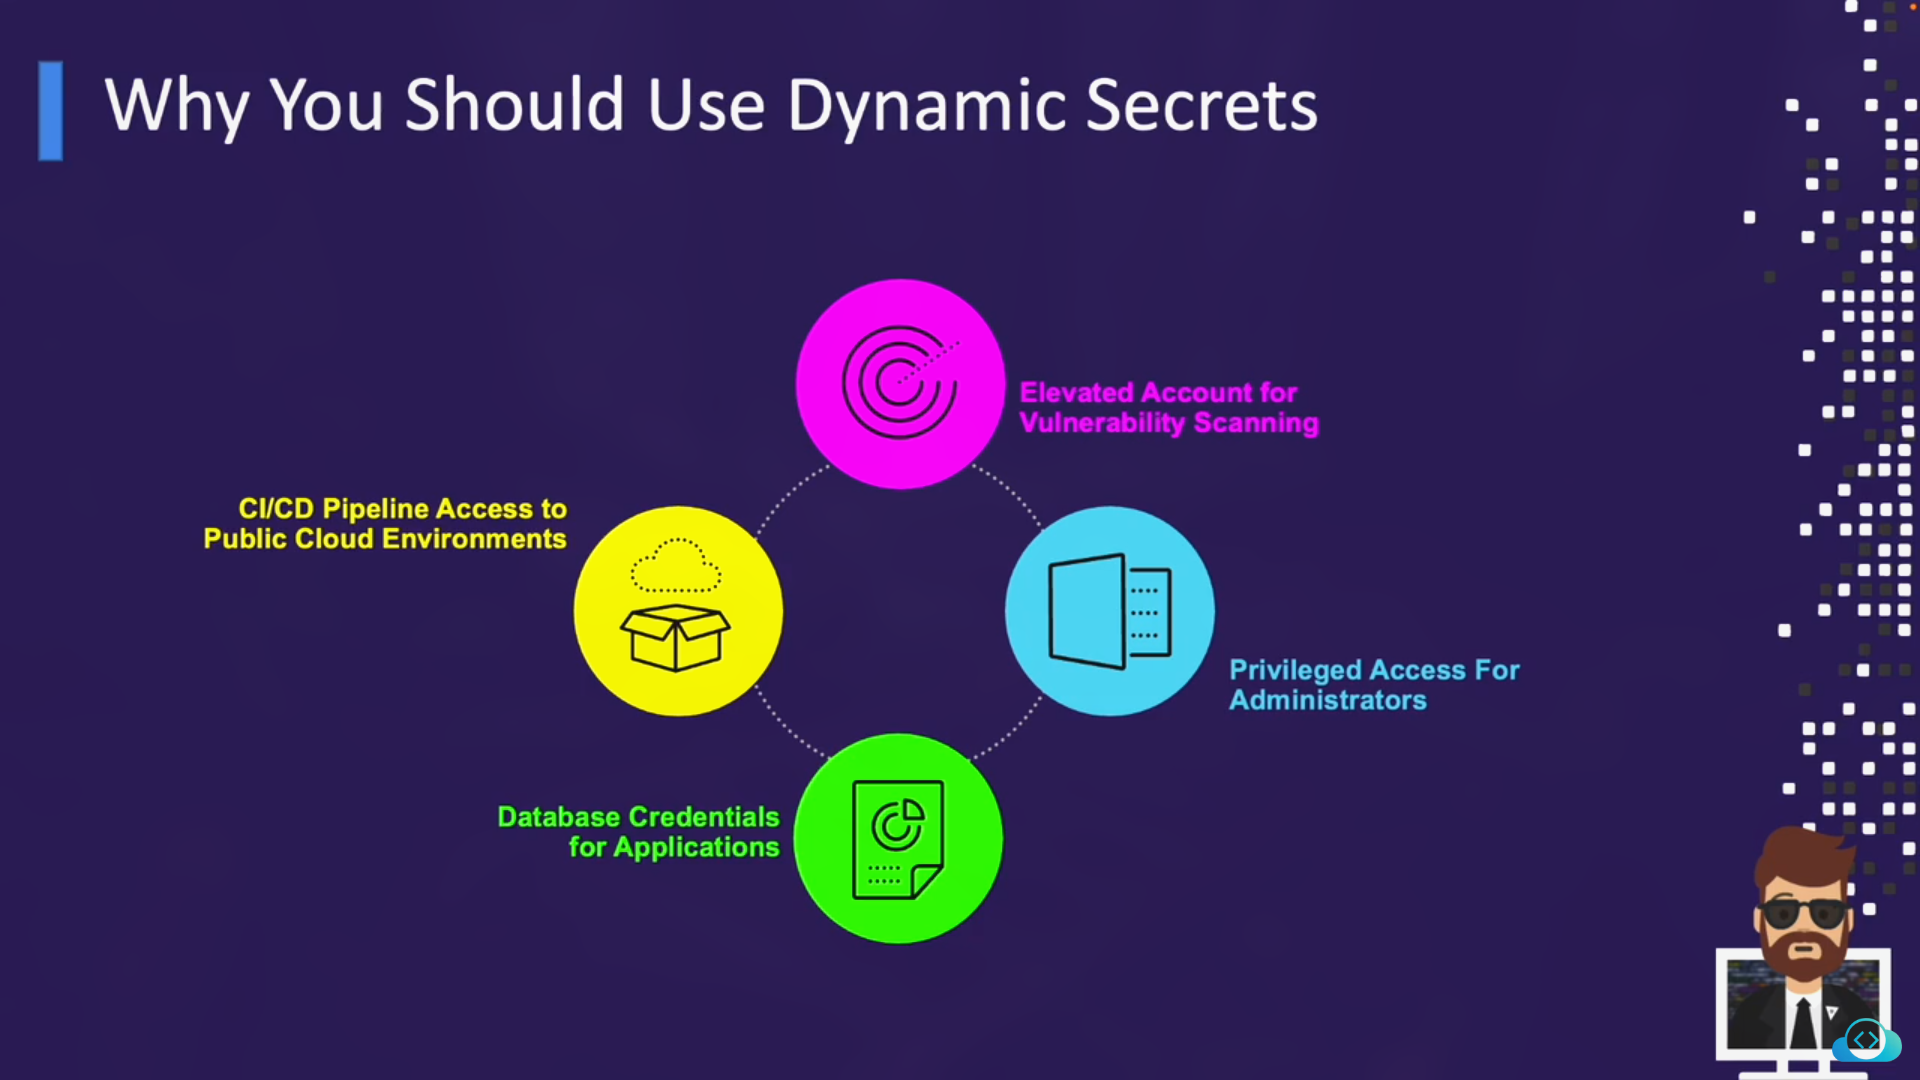 Why You Should Use Dynamic Secrets
Elevated Account for
Vulnerability Scanning
CI/CD Pipeline Access to
Public Cloud Environments
Privileged Access For
Administrators
Database Credentials
for Applications